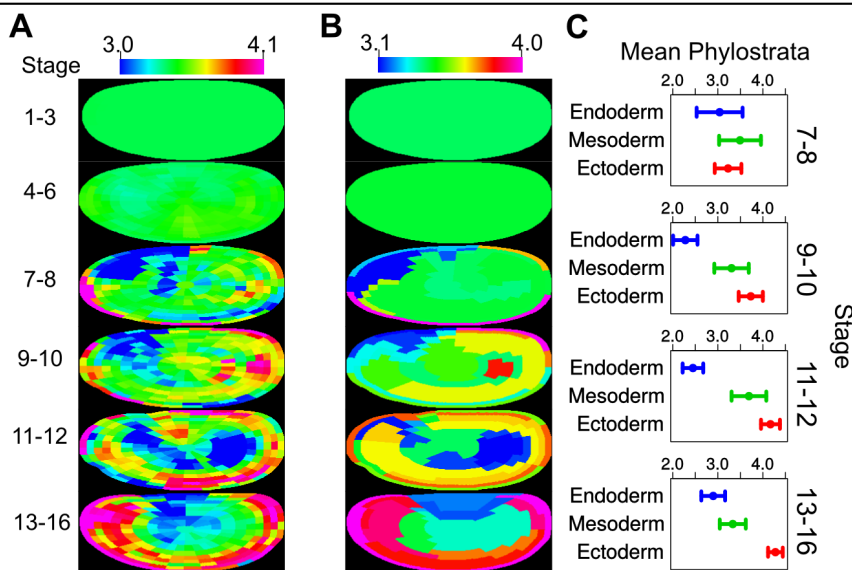 A
B
C
3.0
4.1
3.1
4.0
Mean Phylostrata
Stage
1-3
4-6
7-8
9-10
11-12
13-16
2.0 3.0 4.0
Endoderm
Mesoderm
Ectoderm
7-8
2.0 3.0 4.0
Endoderm
Mesoderm
Ectoderm
9-10
2.0 3.0 4.0
Endoderm
Mesoderm
Ectoderm
11-12
2.0 3.0 4.0
Endoderm
Mesoderm
Ectoderm
13-16
Stage